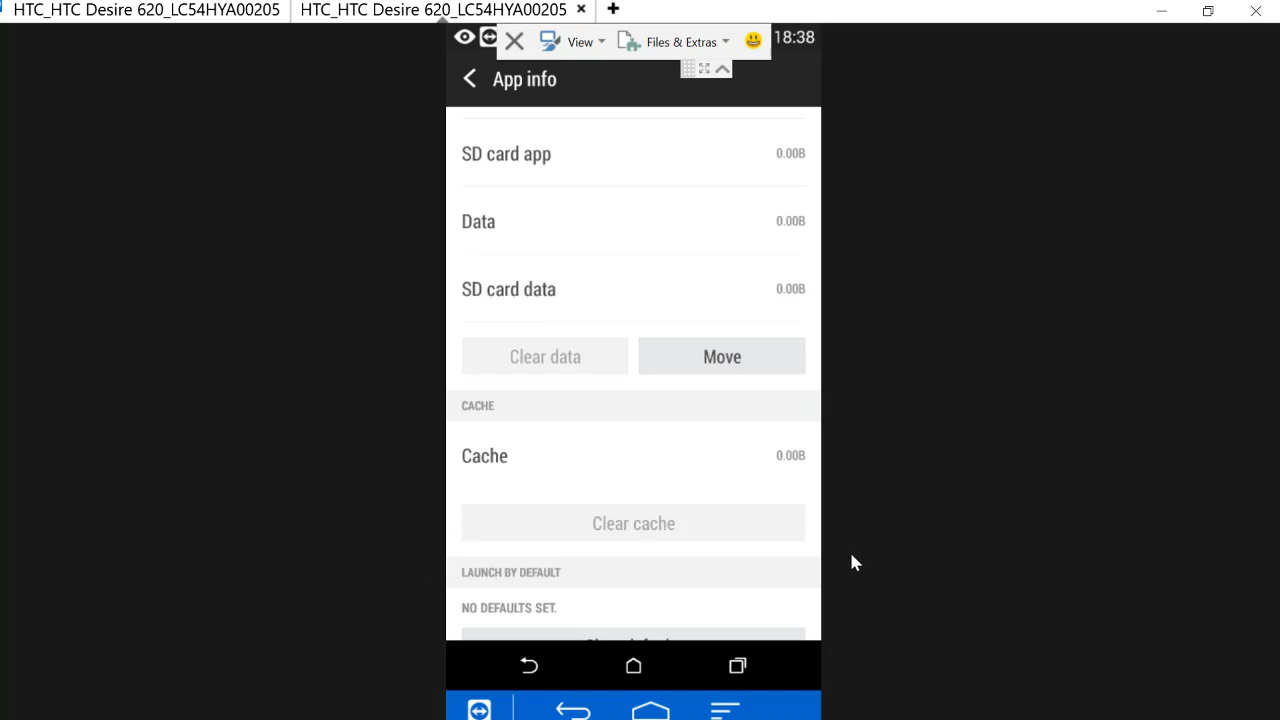 HTC_HTC Desire 620_LC54HYA00205
HTC_HTC Desire 620_LC54HYA00205
View
Files & Extras
18:38
App info
SD card app 0.00B
Data 0.00B
SD card data 0.00B
Clear data Move
CACHE
Cache 0.00B
Clear cache
LAUNCH BY DEFAULT
NO DEFAULTS SET.